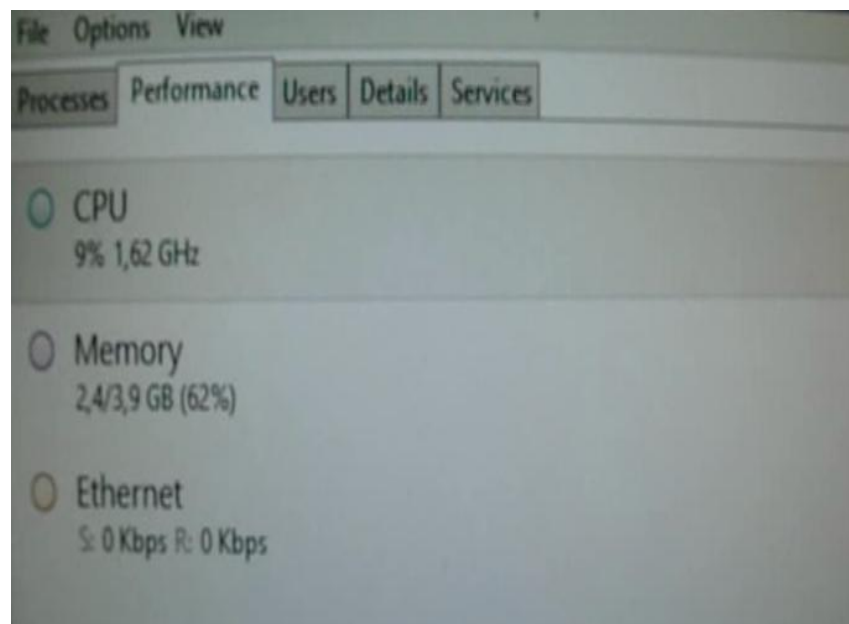 File Options View
Processes Performance Users Details Services
CPU
9% 1,62 GHz
Memory
2,4/3,9 GB (62%)
Ethernet
S: 0 Kbps R: 0 Kbps